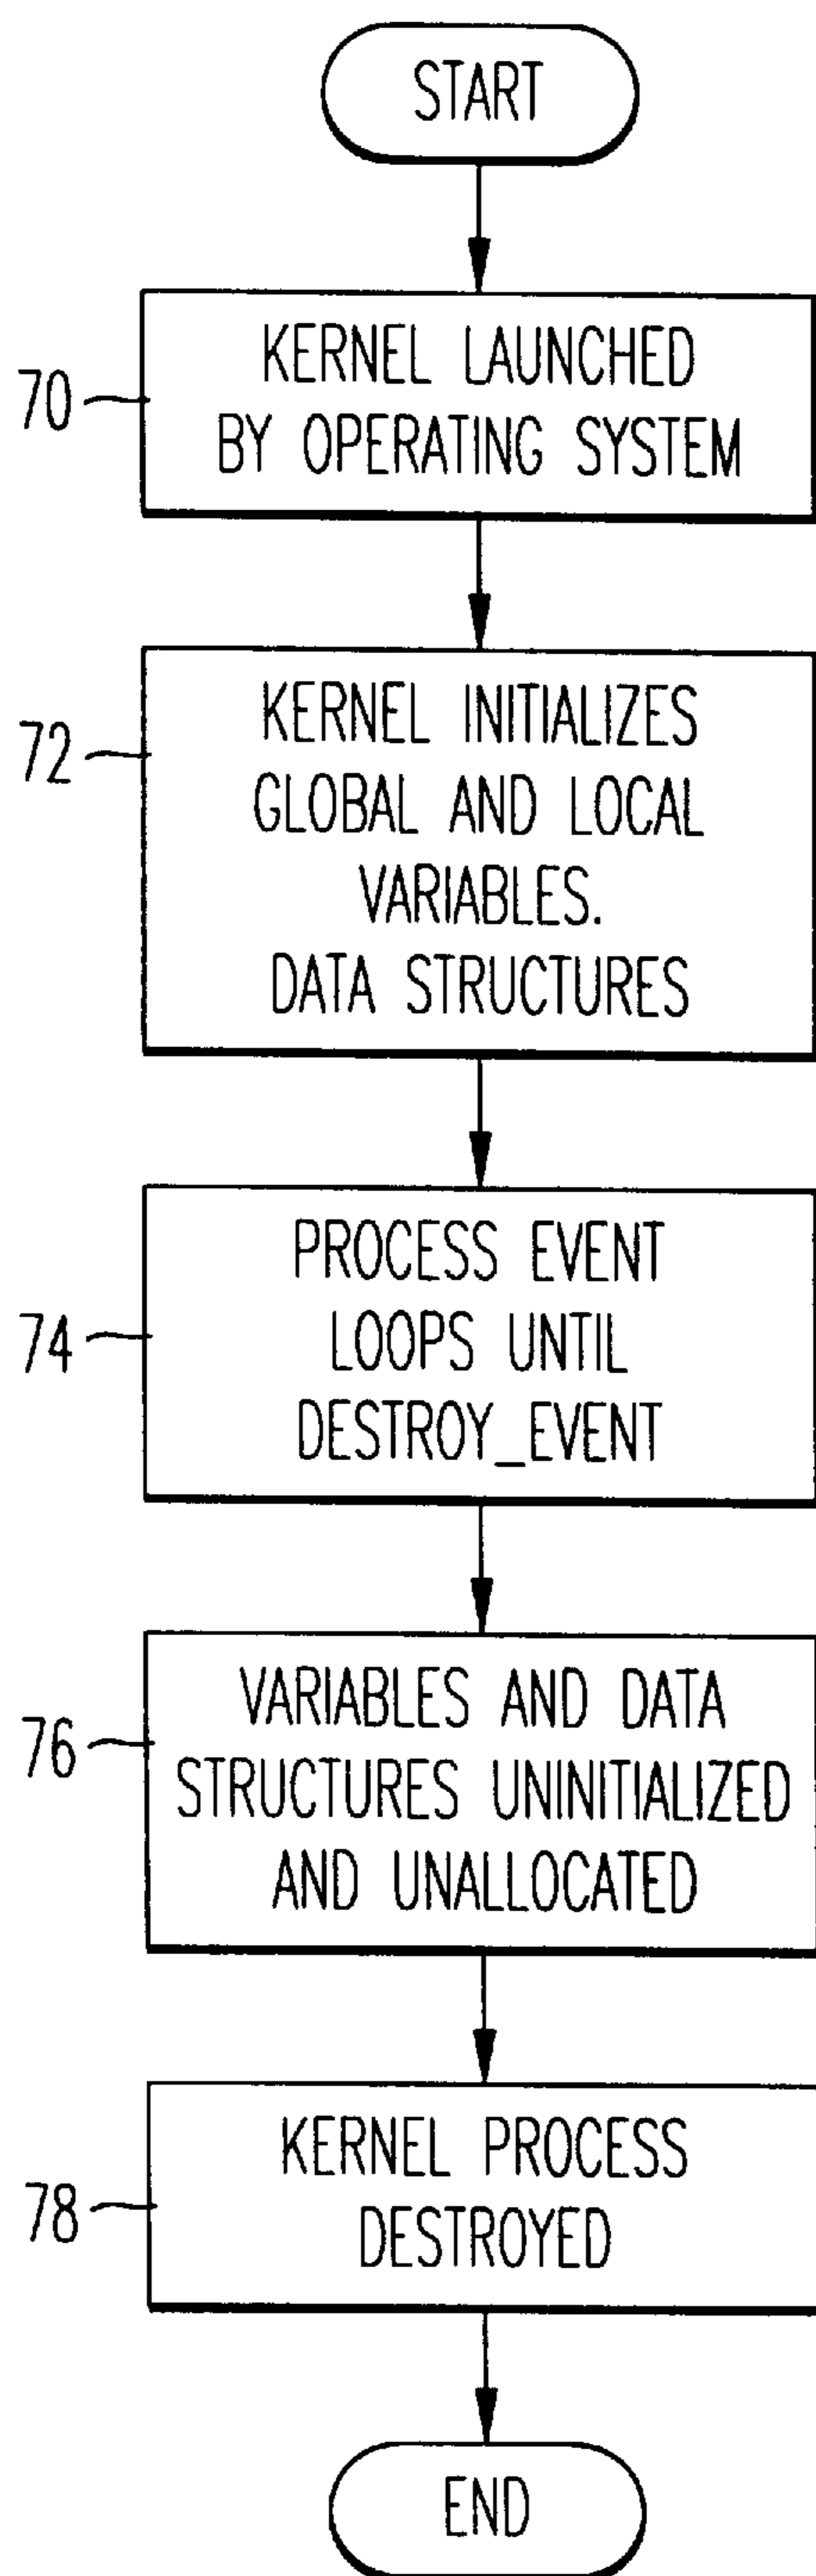 START
70
KERNEL LAUNCHED
BY OPERATING SYSTEM
72
KERNEL INITIALIZES
GLOBAL AND LOCAL
VARIABLES.
DATA STRUCTURES
74
PROCESS EVENT
LOOPS UNTIL
DESTROY_EVENT
76
VARIABLES AND DATA
STRUCTURES UNINITIALIZED
AND UNALLOCATED
78
KERNEL PROCESS
DESTROYED
END